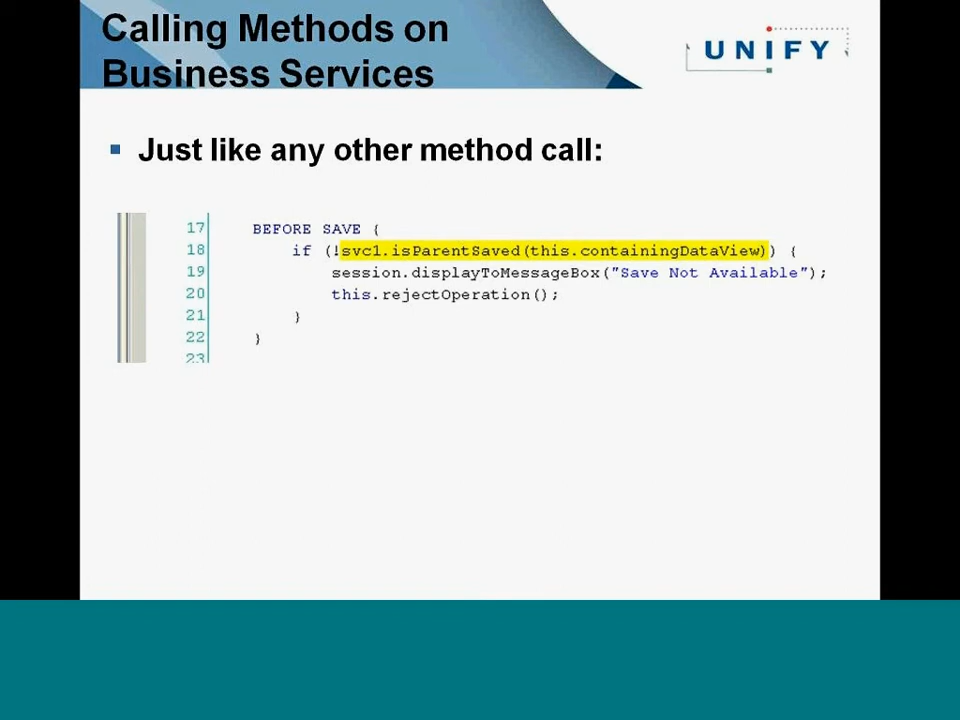 Calling Methods on
Business Services
UNIFY
Just like any other method call:
17 BEFORE SAVE {
18 if (!svc1.isParentSaved(this.containingDataView)) {
19 session.displayToMessageBox("Save Not Available");
20 this.rejectOperation();
21 }
22 }
23